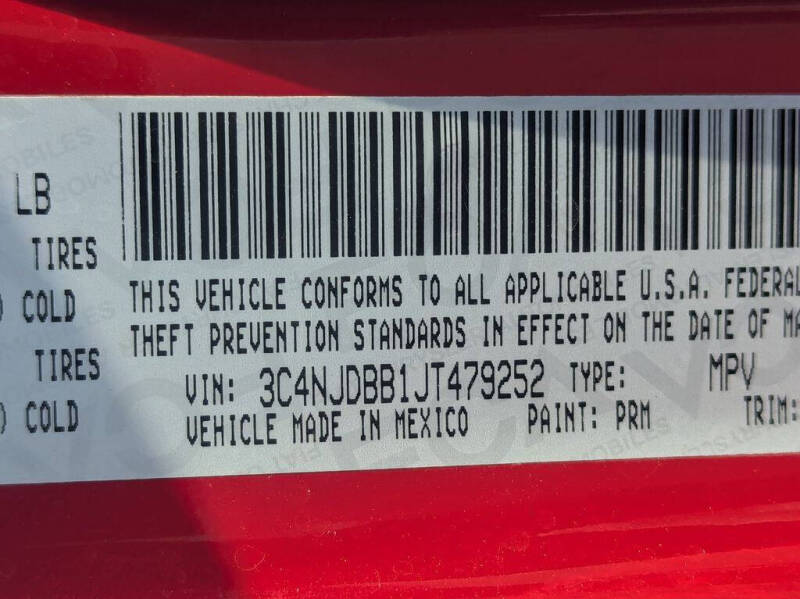 LB
TIRES
COLD
TIRES
COLD
THIS VEHICLE CONFORMS TO ALL APPLICABLE U.S.A. FEDERAL
THEFT PREVENTION STANDARDS IN EFFECT ON THE DATE OF MA
VIN: 3C4NJDBB1JT479252 TYPE: MPV
VEHICLE MADE IN MEXICO PAINT: PRM TRIM: